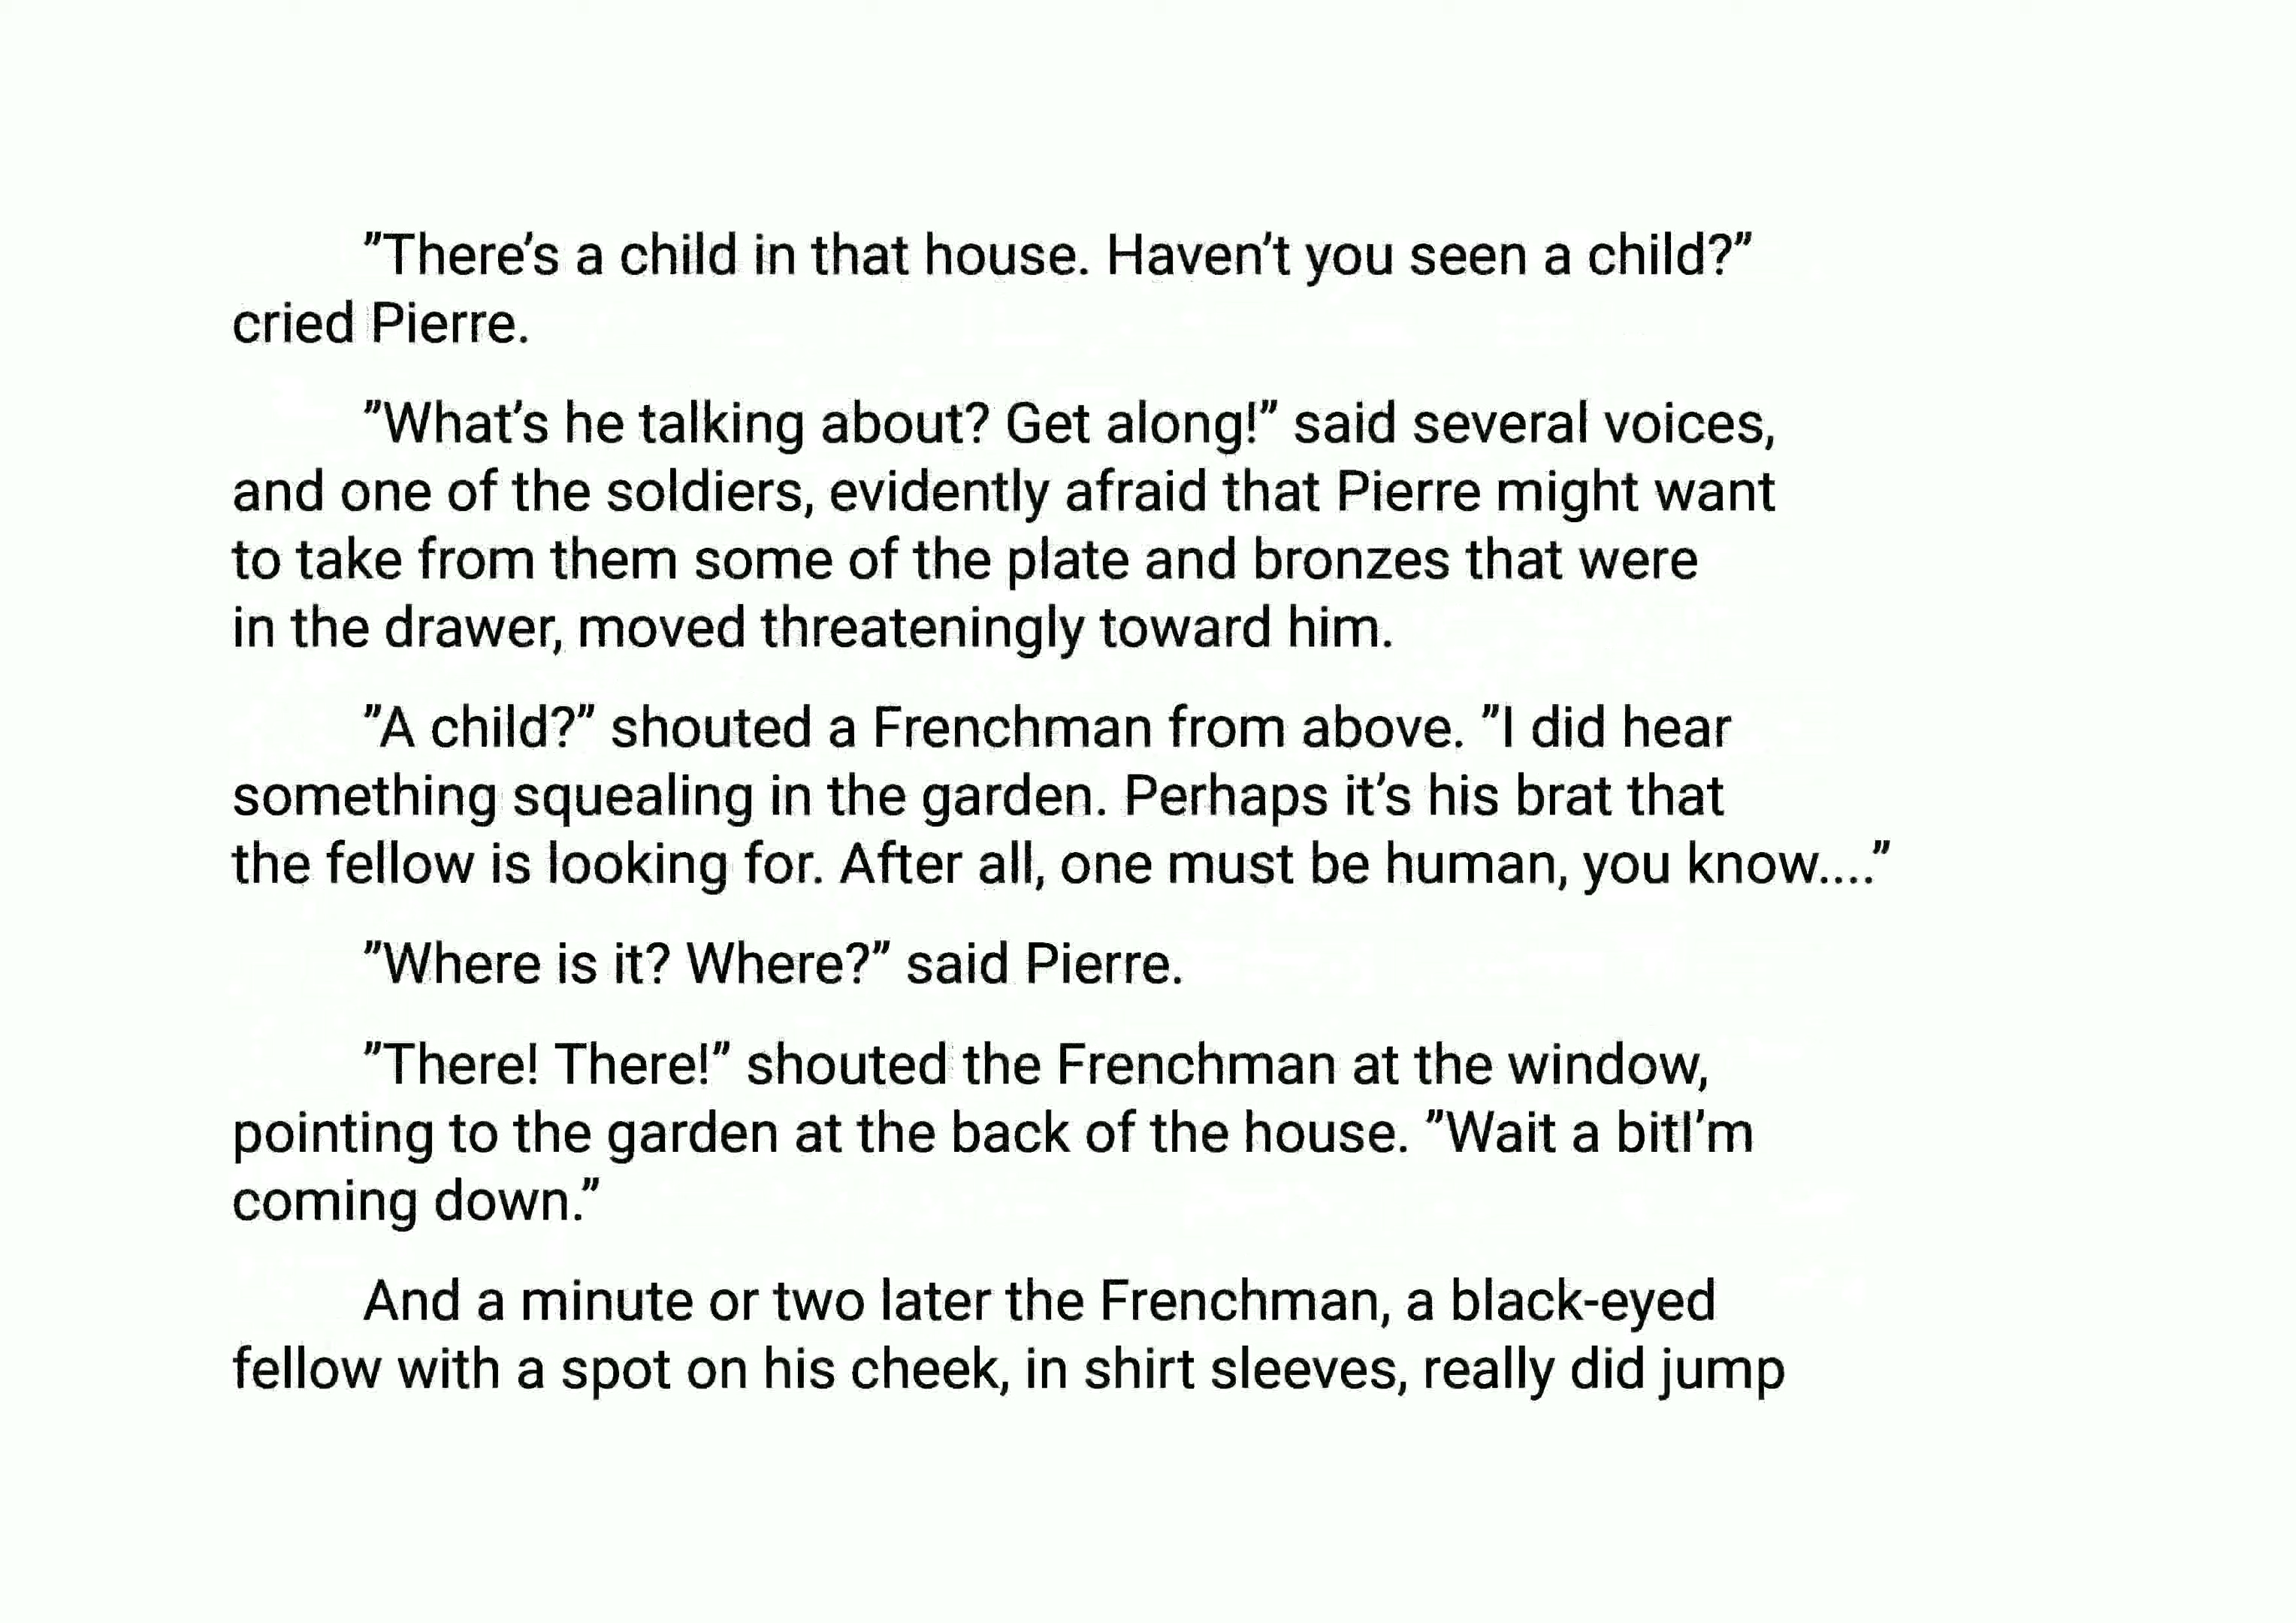 ”There’s a child in that house. Haven’t you seen a child?”
cried Pierre.
”What’s he talking about? Get along!” said several voices,
and one of the soldiers, evidently afraid that Pierre might want
to take from them some of the plate and bronzes that were
in the drawer, moved threateningly toward him.
”A child?” shouted a Frenchman from above. ”I did hear
something squealing in the garden. Perhaps it’s his brat that
the fellow is looking for. After all, one must be human, you know....”
”Where is it? Where?” said Pierre.
”There! There!” shouted the Frenchman at the window,
pointing to the garden at the back of the house. ”Wait a bitI’m
coming down.”
And a minute or two later the Frenchman, a black-eyed
fellow with a spot on his cheek, in shirt sleeves, really did jump